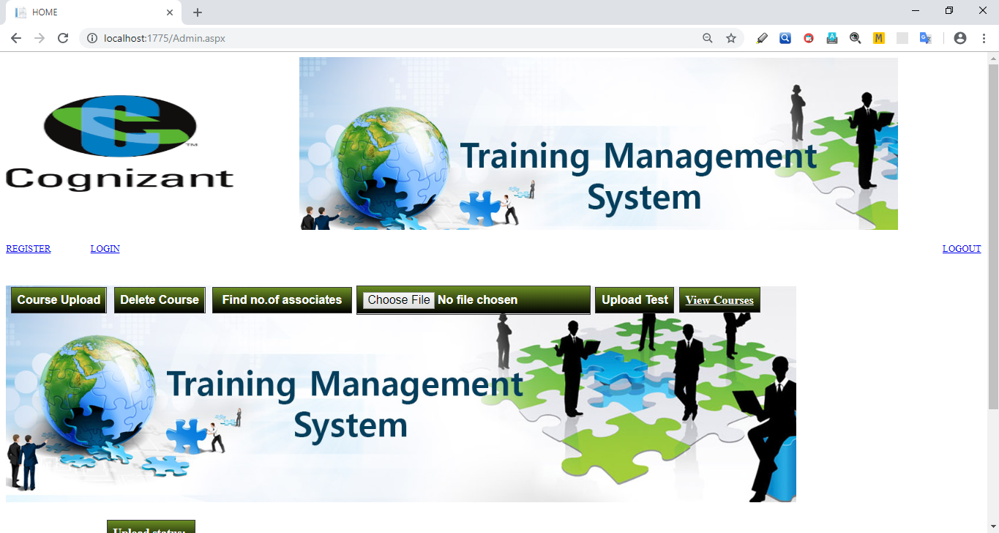 HOME
localhost:1775/Admin.aspx
TM
Cognizant
Training Management
System
REGISTER LOGIN LOGOUT
Course Upload Delete Course Find no.of associates Choose File No file chosen Upload Test View Courses
Training Management
System
Upload status: